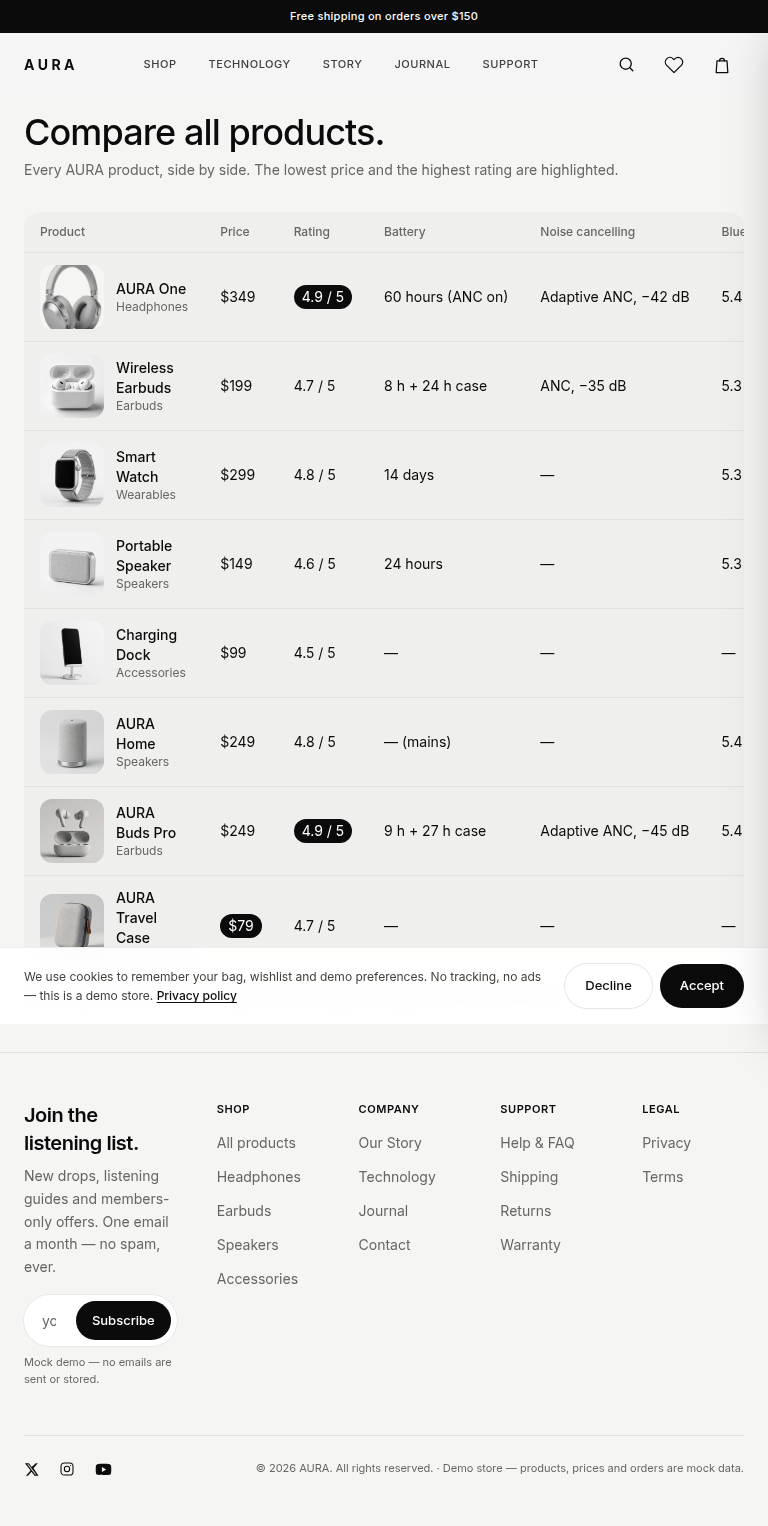 Free shipping on orders over $150
AURA SHOP TECHNOLOGY STORY JOURNAL SUPPORT
Compare all products.
Every AURA product, side by side. The lowest price and the highest rating are highlighted.
Product Price Rating Battery Noise cancelling
AURA One
Headphones
$349 4.9 / 5 60 hours (ANC on) Adaptive ANC, −42 dB 5.4
Wireless
Earbuds
Earbuds
$199 4.7 / 5 8 h + 24 h case ANC, −35 dB 5.3
Smart
Watch
Wearables
$299 4.8 / 5 14 days — 5.3
Portable
Speaker
Speakers
$149 4.6 / 5 24 hours — 5.3
Charging
Dock
Accessories
$99 4.5 / 5 — — —
AURA
Home
Speakers
$249 4.8 / 5 — (mains) — 5.4
AURA
Buds Pro
Earbuds
$249 4.9 / 5 9 h + 27 h case Adaptive ANC, −45 dB 5.4
AURA
Travel
Case
$79 4.7 / 5 — — —
We use cookies to remember your bag, wishlist and demo preferences. No tracking, no ads
— this is a demo store. Privacy policy
Decline Accept
Join the
listening list.
New drops, listening
guides and members-
only offers. One email
a month — no spam,
ever.
Subscribe
Mock demo — no emails are
sent or stored.
SHOP
All products
Headphones
Earbuds
Speakers
Accessories
COMPANY
Our Story
Technology
Journal
Contact
SUPPORT
Help & FAQ
Shipping
Returns
Warranty
LEGAL
Privacy
Terms
© 2026 AURA. All rights reserved. · Demo store — products, prices and orders are mock data.